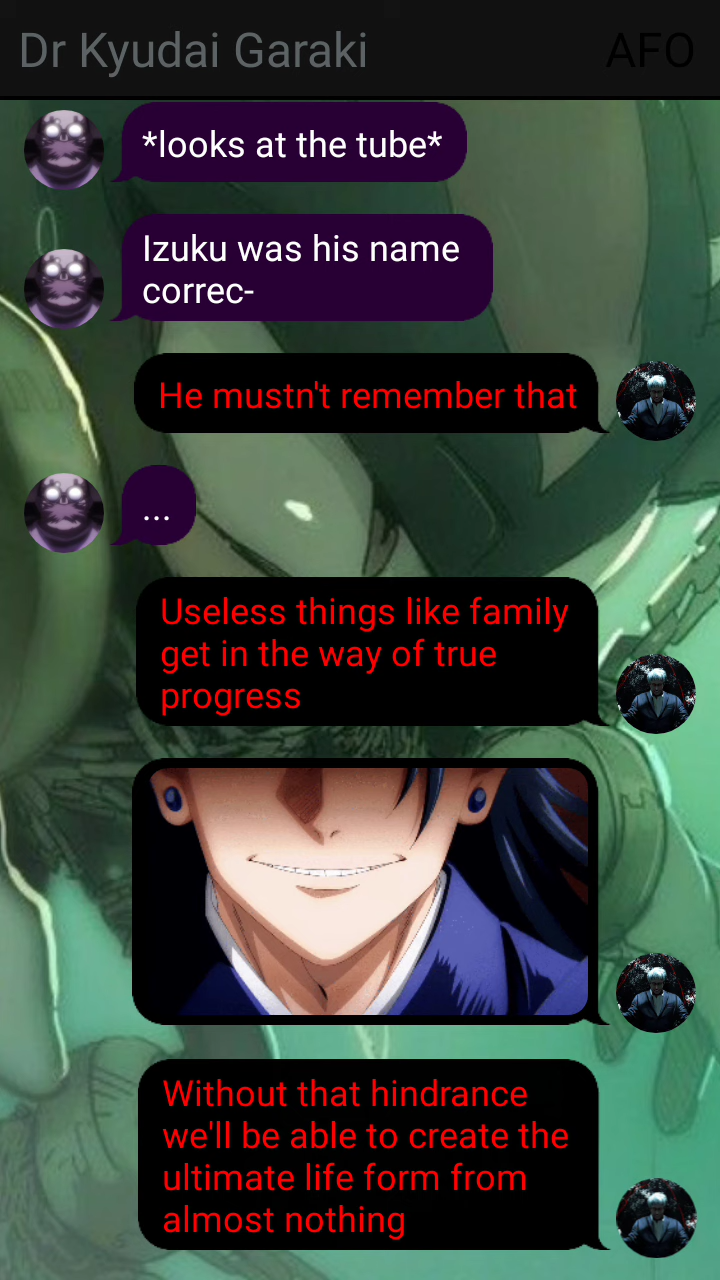 Dr Kyudai Garaki
AFO
*looks at the tube*
Izuku was his name
correc-
He mustn't remember that
...
Useless things like family
get in the way of true
progress
Without that hindrance
we'll be able to create the
ultimate life form from
almost nothing